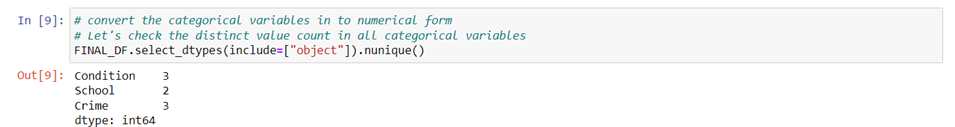 In [9]: # convert the categorical variables in to numerical form
# Let's check the distinct value count in all categorical variables
FINAL_DF.select_dtypes(include=["object"]).nunique()
Out[9]: Condition    3
School       2
Crime        3
dtype: int64